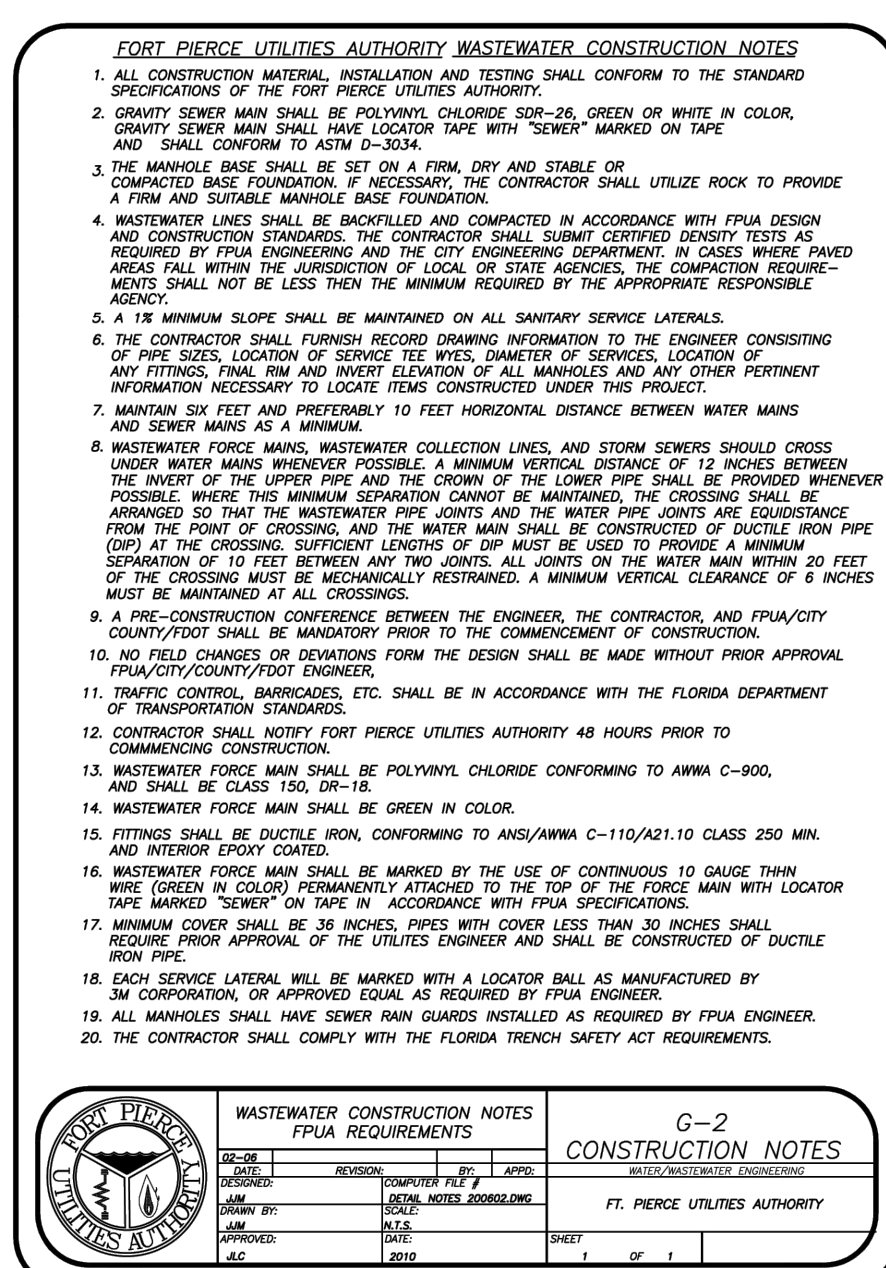 FORT PIERCE UTILITIES AUTHORITY WASTEWATER CONSTRUCTION NOTES
1. ALL CONSTRUCTION MATERIAL, INSTALLATION AND TESTING SHALL CONFORM TO THE STANDARD
SPECIFICATIONS OF THE FORT PIERCE UTILITIES AUTHORITY.
2. GRAVITY SEWER MAIN SHALL BE POLYVINYL CHLORIDE SDR-26, GREEN OR WHITE IN COLOR,
GRAVITY SEWER MAIN SHALL HAVE LOCATOR TAPE WITH "SEWER" MARKED ON TAPE
AND SHALL CONFORM TO ASTM D-3034.
3. THE MANHOLE BASE SHALL BE SET ON A FIRM, DRY AND STABLE OR
COMPACTED BASE FOUNDATION. IF NECESSARY, THE CONTRACTOR SHALL UTILIZE ROCK TO PROVIDE
A FIRM AND SUITABLE MANHOLE BASE FOUNDATION.
4. WASTEWATER LINES SHALL BE BACKFILLED AND COMPACTED IN ACCORDANCE WITH FPUA DESIGN
AND CONSTRUCTION STANDARDS. THE CONTRACTOR SHALL SUBMIT CERTIFIED DENSITY TESTS AS
REQUIRED BY FPUA ENGINEERING AND THE CITY ENGINEERING DEPARTMENT. IN CASES WHERE PAVED
AREAS FALL WITHIN THE JURISDICTION OF LOCAL OR STATE AGENCIES, THE COMPACTION REQUIRE-
MENTS SHALL NOT BE LESS THEN THE MINIMUM REQUIRED BY THE APPROPRIATE RESPONSIBLE
AGENCY.
5. A 1% MINIMUM SLOPE SHALL BE MAINTAINED ON ALL SANITARY SERVICE LATERALS.
6. THE CONTRACTOR SHALL FURNISH RECORD DRAWING INFORMATION TO THE ENGINEER CONSISITING
OF PIPE SIZES, LOCATION OF SERVICE TEE WYES, DIAMETER OF SERVICES, LOCATION OF
ANY FITTINGS, FINAL RIM AND INVERT ELEVATION OF ALL MANHOLES AND ANY OTHER PERTINENT
INFORMATION NECESSARY TO LOCATE ITEMS CONSTRUCTED UNDER THIS PROJECT.
7. MAINTAIN SIX FEET AND PREFERABLY 10 FEET HORIZONTAL DISTANCE BETWEEN WATER MAINS
AND SEWER MAINS AS A MINIMUM.
8. WASTEWATER FORCE MAINS, WASTEWATER COLLECTION LINES, AND STORM SEWERS SHOULD CROSS
UNDER WATER MAINS WHENEVER POSSIBLE. A MINIMUM VERTICAL DISTANCE OF 12 INCHES BETWEEN
THE INVERT OF THE UPPER PIPE AND THE CROWN OF THE LOWER PIPE SHALL BE PROVIDED WHENEVER
POSSIBLE. WHERE THIS MINIMUM SEPARATION CANNOT BE MAINTAINED, THE CROSSING SHALL BE
ARRANGED SO THAT THE WASTEWATER PIPE JOINTS AND THE WATER PIPE JOINTS ARE EQUIDISTANCE
FROM THE POINT OF CROSSING, AND THE WATER MAIN SHALL BE CONSTRUCTED OF DUCTILE IRON PIPE
(DIP) AT THE CROSSING. SUFFICIENT LENGTHS OF DIP MUST BE USED TO PROVIDE A MINIMUM
SEPARATION OF 10 FEET BETWEEN ANY TWO JOINTS. ALL JOINTS ON THE WATER MAIN WITHIN 20 FEET
OF THE CROSSING MUST BE MECHANICALLY RESTRAINED. A MINIMUM VERTICAL CLEARANCE OF 6 INCHES
MUST BE MAINTAINED AT ALL CROSSINGS.
9. A PRE-CONSTRUCTION CONFERENCE BETWEEN THE ENGINEER, THE CONTRACTOR, AND FPUA/CITY
COUNTY/FDOT SHALL BE MANDATORY PRIOR TO THE COMMENCEMENT OF CONSTRUCTION.
10. NO FIELD CHANGES OR DEVIATIONS FORM THE DESIGN SHALL BE MADE WITHOUT PRIOR APPROVAL
FPUA/CITY/COUNTY/FDOT ENGINEER,
11. TRAFFIC CONTROL, BARRICADES, ETC. SHALL BE IN ACCORDANCE WITH THE FLORIDA DEPARTMENT
OF TRANSPORTATION STANDARDS.
12. CONTRACTOR SHALL NOTIFY FORT PIERCE UTILITIES AUTHORITY 48 HOURS PRIOR TO
COMMMENCING CONSTRUCTION.
13. WASTEWATER FORCE MAIN SHALL BE POLYVINYL CHLORIDE CONFORMING TO AWWA C-900,
AND SHALL BE CLASS 150, DR-18.
14. WASTEWATER FORCE MAIN SHALL BE GREEN IN COLOR.
15. FITTINGS SHALL BE DUCTILE IRON, CONFORMING TO ANSI/AWWA C-110/A21.10 CLASS 250 MIN.
AND INTERIOR EPOXY COATED.
16. WASTEWATER FORCE MAIN SHALL BE MARKED BY THE USE OF CONTINUOUS 10 GAUGE THHN
WIRE (GREEN IN COLOR) PERMANENTLY ATTACHED TO THE TOP OF THE FORCE MAIN WITH LOCATOR
TAPE MARKED "SEWER" ON TAPE IN ACCORDANCE WITH FPUA SPECIFICATIONS.
17. MINIMUM COVER SHALL BE 36 INCHES, PIPES WITH COVER LESS THAN 30 INCHES SHALL
REQUIRE PRIOR APPROVAL OF THE UTILITES ENGINEER AND SHALL BE CONSTRUCTED OF DUCTILE
IRON PIPE.
18. EACH SERVICE LATERAL WILL BE MARKED WITH A LOCATOR BALL AS MANUFACTURED BY
3M CORPORATION, OR APPROVED EQUAL AS REQUIRED BY FPUA ENGINEER.
19. ALL MANHOLES SHALL HAVE SEWER RAIN GUARDS INSTALLED AS REQUIRED BY FPUA ENGINEER.
20. THE CONTRACTOR SHALL COMPLY WITH THE FLORIDA TRENCH SAFETY ACT REQUIREMENTS.
FORT PIERCE
UTILITIES AUTHORITY
WASTEWATER CONSTRUCTION NOTES
FPUA REQUIREMENTS
02-06
DATE: REVISION: BY: APPD:
DESIGNED: COMPUTER FILE #
JJM DETAIL NOTES 200602.DWG
DRAWN BY: SCALE:
JJM N.T.S.
APPROVED: DATE:
JLC 2010
G-2
CONSTRUCTION NOTES
WATER/WASTEWATER ENGINEERING
FT. PIERCE UTILITIES AUTHORITY
SHEET
1 OF 1